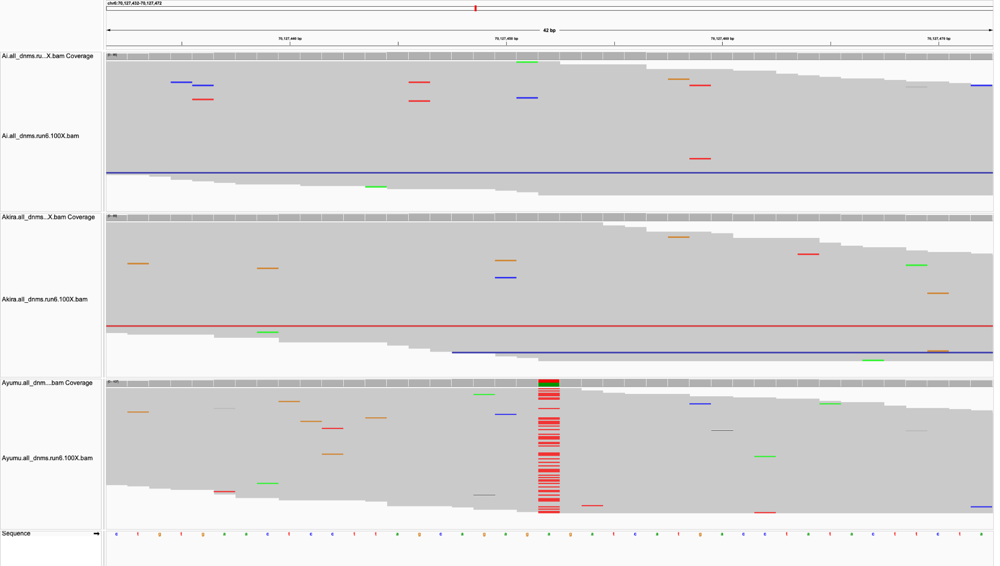 chr6:70,127,432-70,127,472
42 bp
70,127,440 bp 70,127,450 bp 70,127,460 bp 70,127,470 bp
Ai.all_dnms.ru...X.bam Coverage
[0 - 86]
Ai.all_dnms.run6.100X.bam
Akira.all_dnms...X.bam Coverage
[0 - 89]
Akira.all_dnms.run6.100X.bam
Ayumu.all_dnm....bam Coverage
[0 - 107]
Ayumu.all_dnms.run6.100X.bam
Sequence
c t g t g a a c t c c t t a g c a g a g a g a t c a t g a c c t a t a c t t c t a